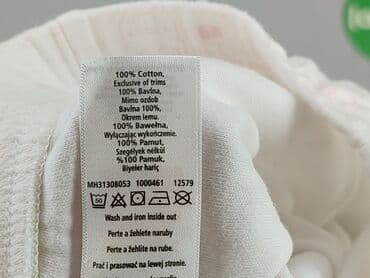 100% Cotton,
Exclusive of trims
100% Bavlna,
Mimo ozdob
100% Bavlna,
Okrem lemu.
100% Bawełna,
Wyłączając wykończenie.
100% Pamut,
Szegélyek nélkül
%100 Pamuk,
Biyeler hariç
MH31308053 1000461 12579
Wash and iron inside out
Perte a žehlete naruby
Perte a žehlite na rube.
Prać i prasować na lewej stronie.